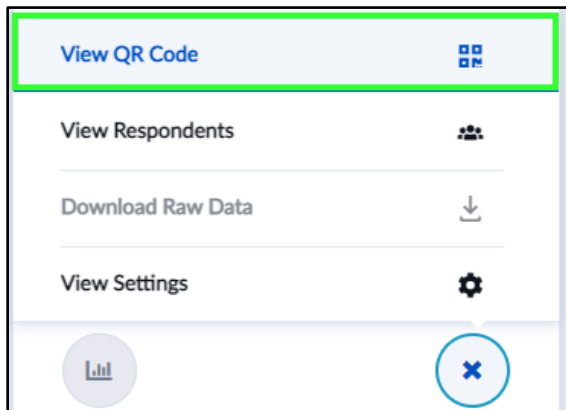 View QR Code
View Respondents
Download Raw Data
View Settings